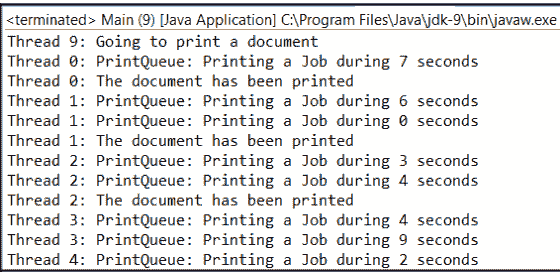 <terminated> Main (9) [Java Application] C:\Program Files\Java\jdk-9\bin\javaw.exe
Thread 9: Going to print a document
Thread 0: PrintQueue: Printing a Job during 7 seconds
Thread 0: The document has been printed
Thread 1: PrintQueue: Printing a Job during 6 seconds
Thread 1: PrintQueue: Printing a Job during 0 seconds
Thread 1: The document has been printed
Thread 2: PrintQueue: Printing a Job during 3 seconds
Thread 2: PrintQueue: Printing a Job during 4 seconds
Thread 2: The document has been printed
Thread 3: PrintQueue: Printing a Job during 4 seconds
Thread 3: PrintQueue: Printing a Job during 9 seconds
Thread 4: PrintQueue: Printing a Job during 2 seconds